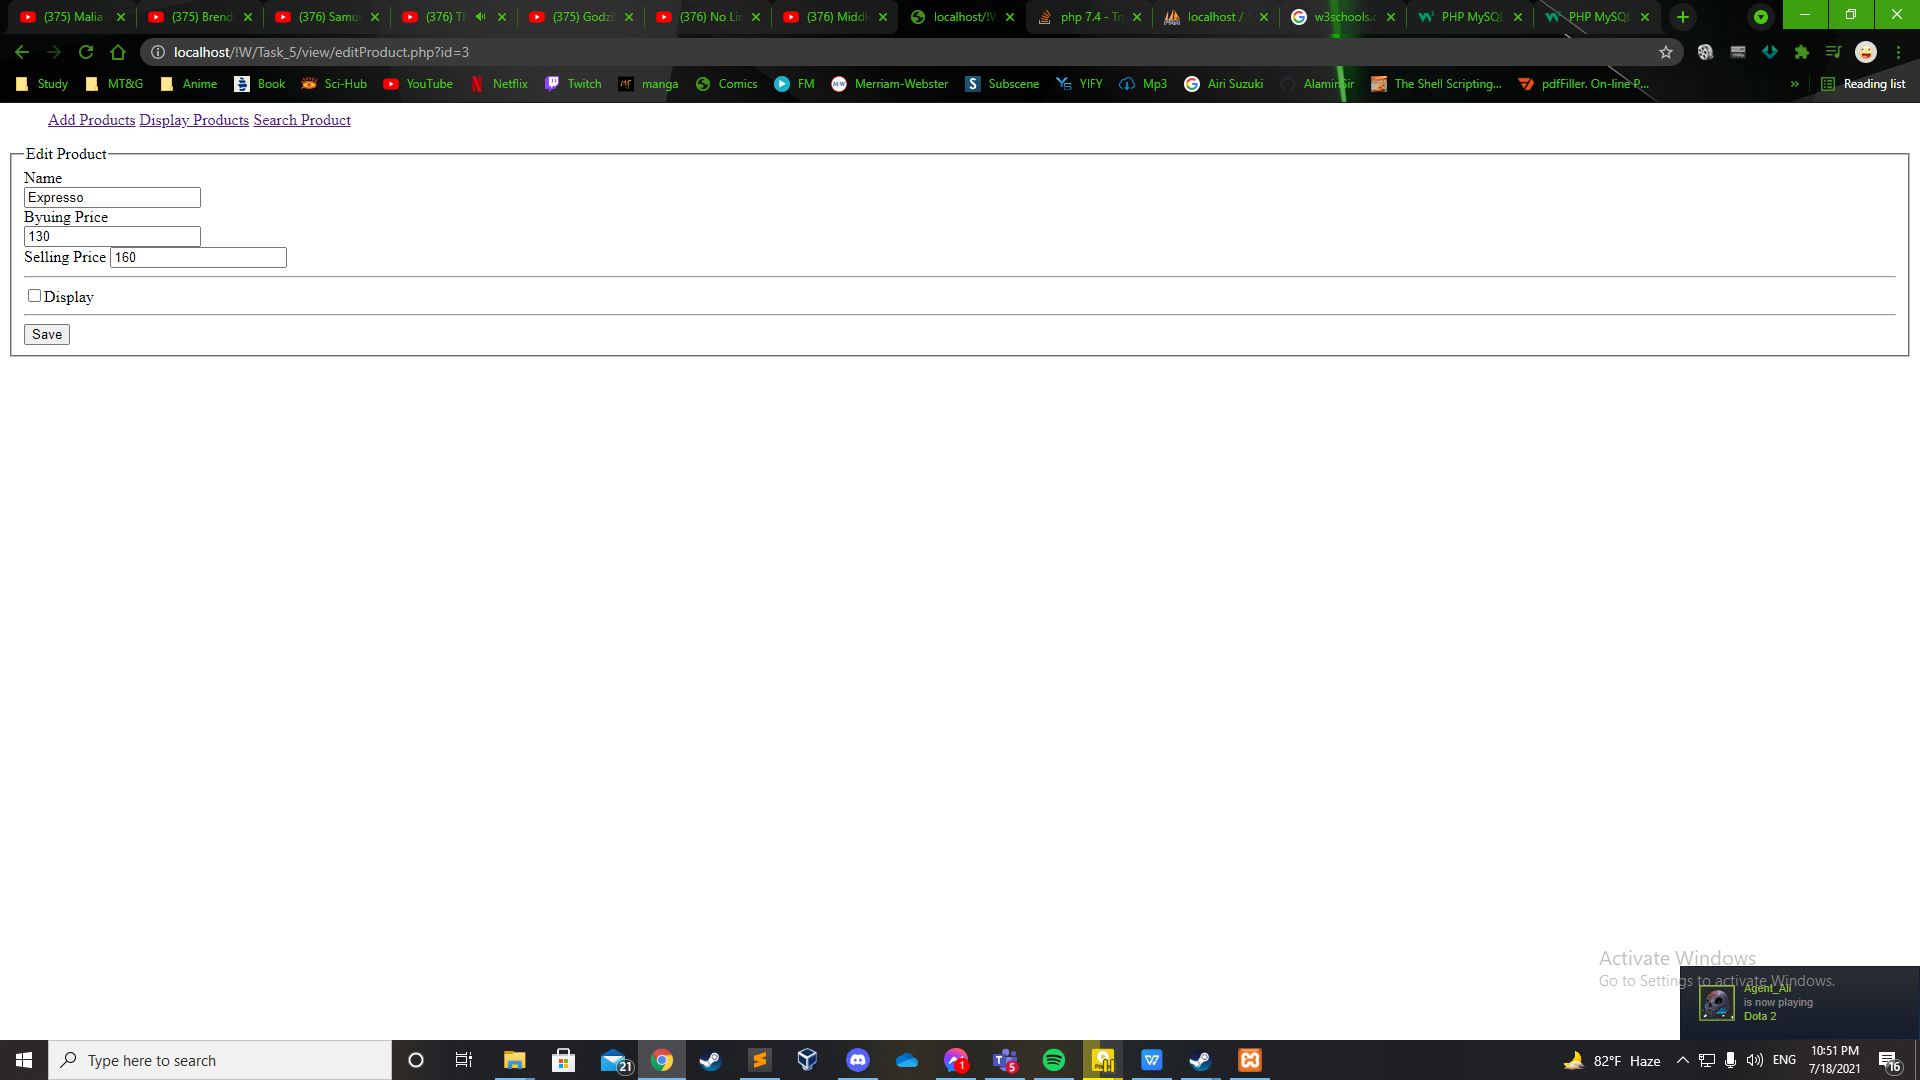 (375) Malia
(375) Brend
(376) Samu
(376) Th
(375) Godzi
(376) No Lin
(376) Middl
localhost/!W
php 7.4 - Tr
localhost /
w3schools.c
PHP MySQL
PHP MySQL
localhost/!W/Task_5/view/editProduct.php?id=3
Study MT&G Anime Book Sci-Hub YouTube Netflix Twitch manga Comics FM Merriam-Webster Subscene YIFY Mp3 Airi Suzuki AlaminSir The Shell Scripting... pdfFiller. On-line P... » Reading list
Add Products Display Products Search Product
Edit Product
Name
Expresso
Byuing Price
130
Selling Price 160
Display
Save
Activate Windows
Go to Settings to activate Windows.
Agent_Ali
is now playing
Dota 2
Type here to search
21
1
5
82°F Haze
ENG
10:51 PM
7/18/2021
16